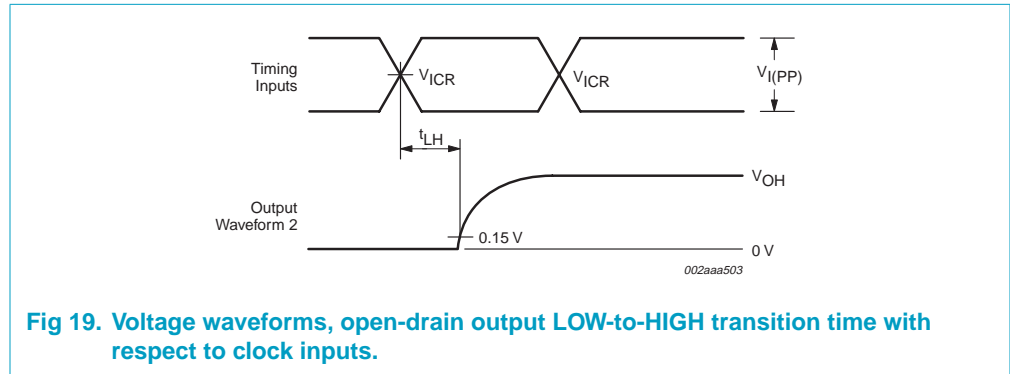 Timing
Inputs
VICR
VICR
VI(PP)
tLH
Output
Waveform 2
VOH
0.15 V
0 V
002aaa503
Fig 19. Voltage waveforms, open-drain output LOW-to-HIGH transition time with
respect to clock inputs.